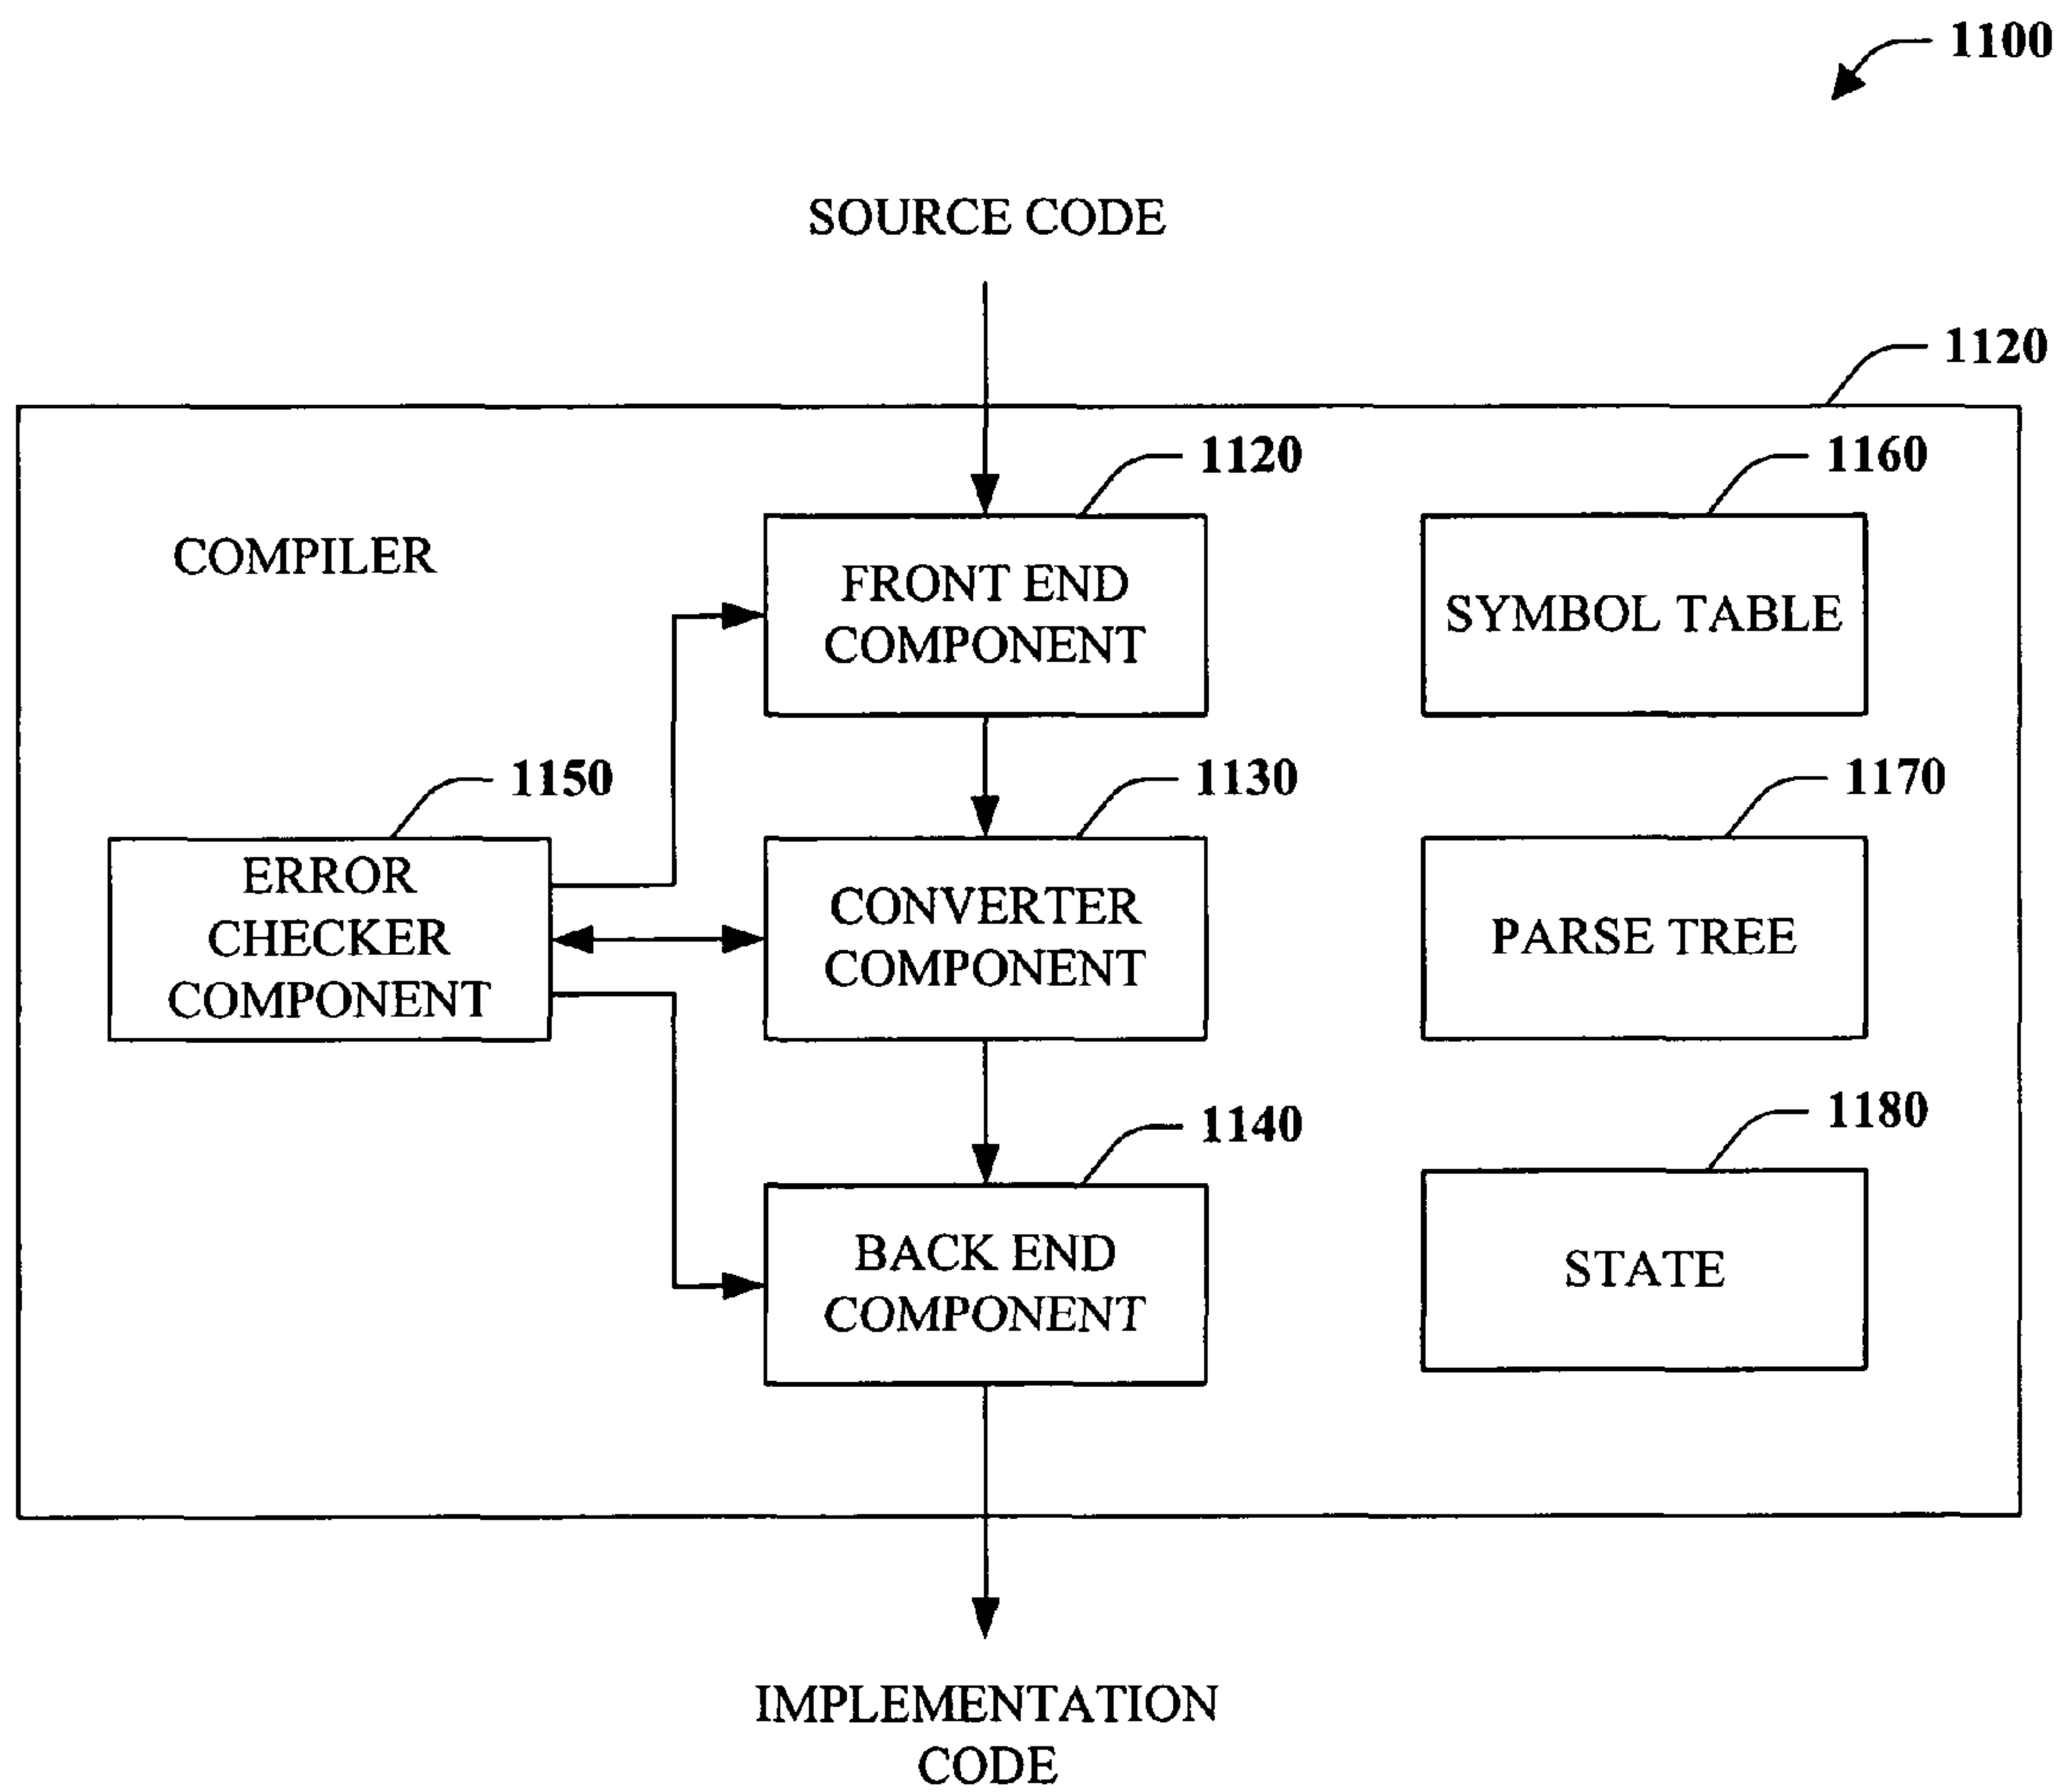 1100
SOURCE CODE
1120
1120
1160
COMPILER
FRONT END
COMPONENT
SYMBOL TABLE
1150
1130
1170
ERROR
CHECKER
COMPONENT
CONVERTER
COMPONENT
PARSE TREE
1140
1180
BACK END
COMPONENT
STATE
IMPLEMENTATION
CODE